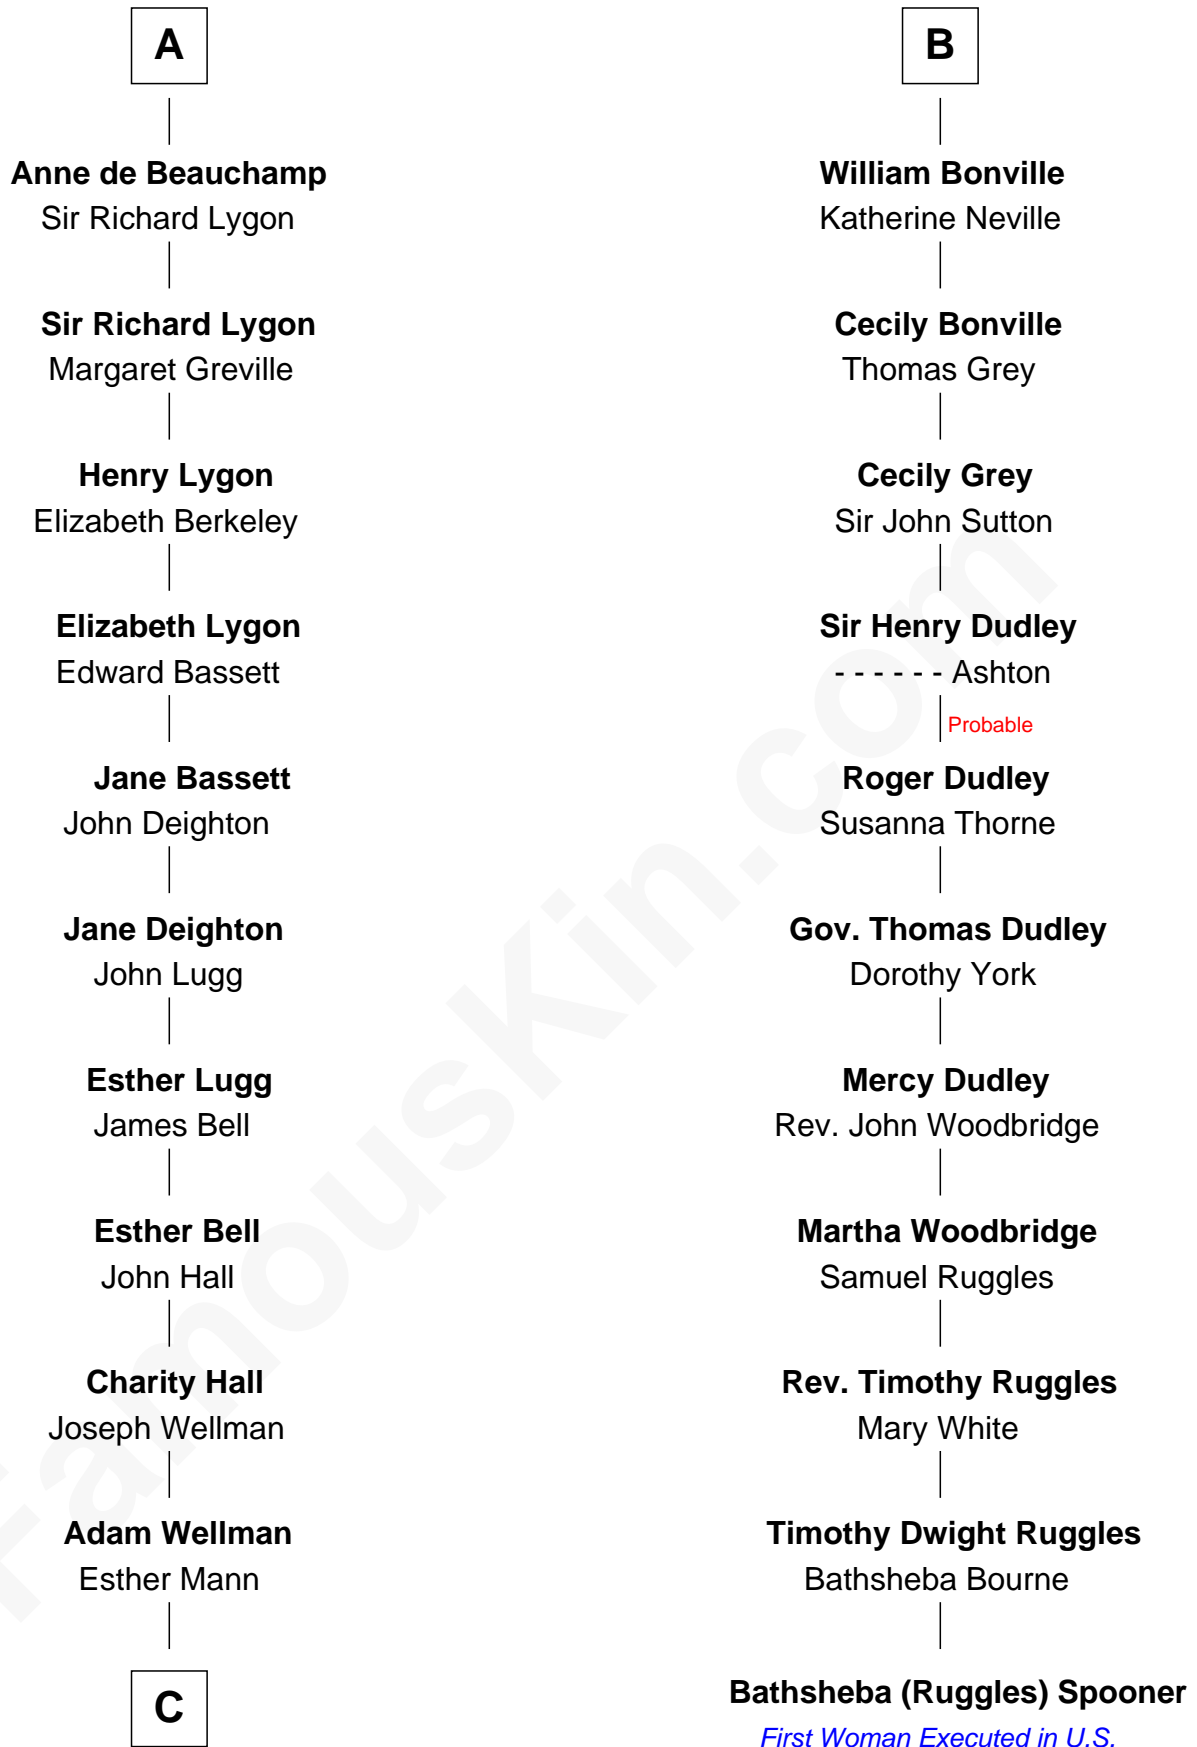 A
Anne de Beauchamp
Sir Richard Lygon
Sir Richard Lygon
Margaret Greville
Henry Lygon
Elizabeth Berkeley
Elizabeth Lygon
Edward Bassett
Jane Bassett
John Deighton
Jane Deighton
John Lugg
Esther Lugg
James Bell
Esther Bell
John Hall
Charity Hall
Joseph Wellman
Adam Wellman
Esther Mann
C
B
William Bonville
Katherine Neville
Cecily Bonville
Thomas Grey
Cecily Grey
Sir John Sutton
Sir Henry Dudley
- - - - - - Ashton
Probable
Roger Dudley
Susanna Thorne
Gov. Thomas Dudley
Dorothy York
Mercy Dudley
Rev. John Woodbridge
Martha Woodbridge
Samuel Ruggles
Rev. Timothy Ruggles
Mary White
Timothy Dwight Ruggles
Bathsheba Bourne
Bathsheba (Ruggles) Spooner
First Woman Executed in U.S.
FamousKin.com